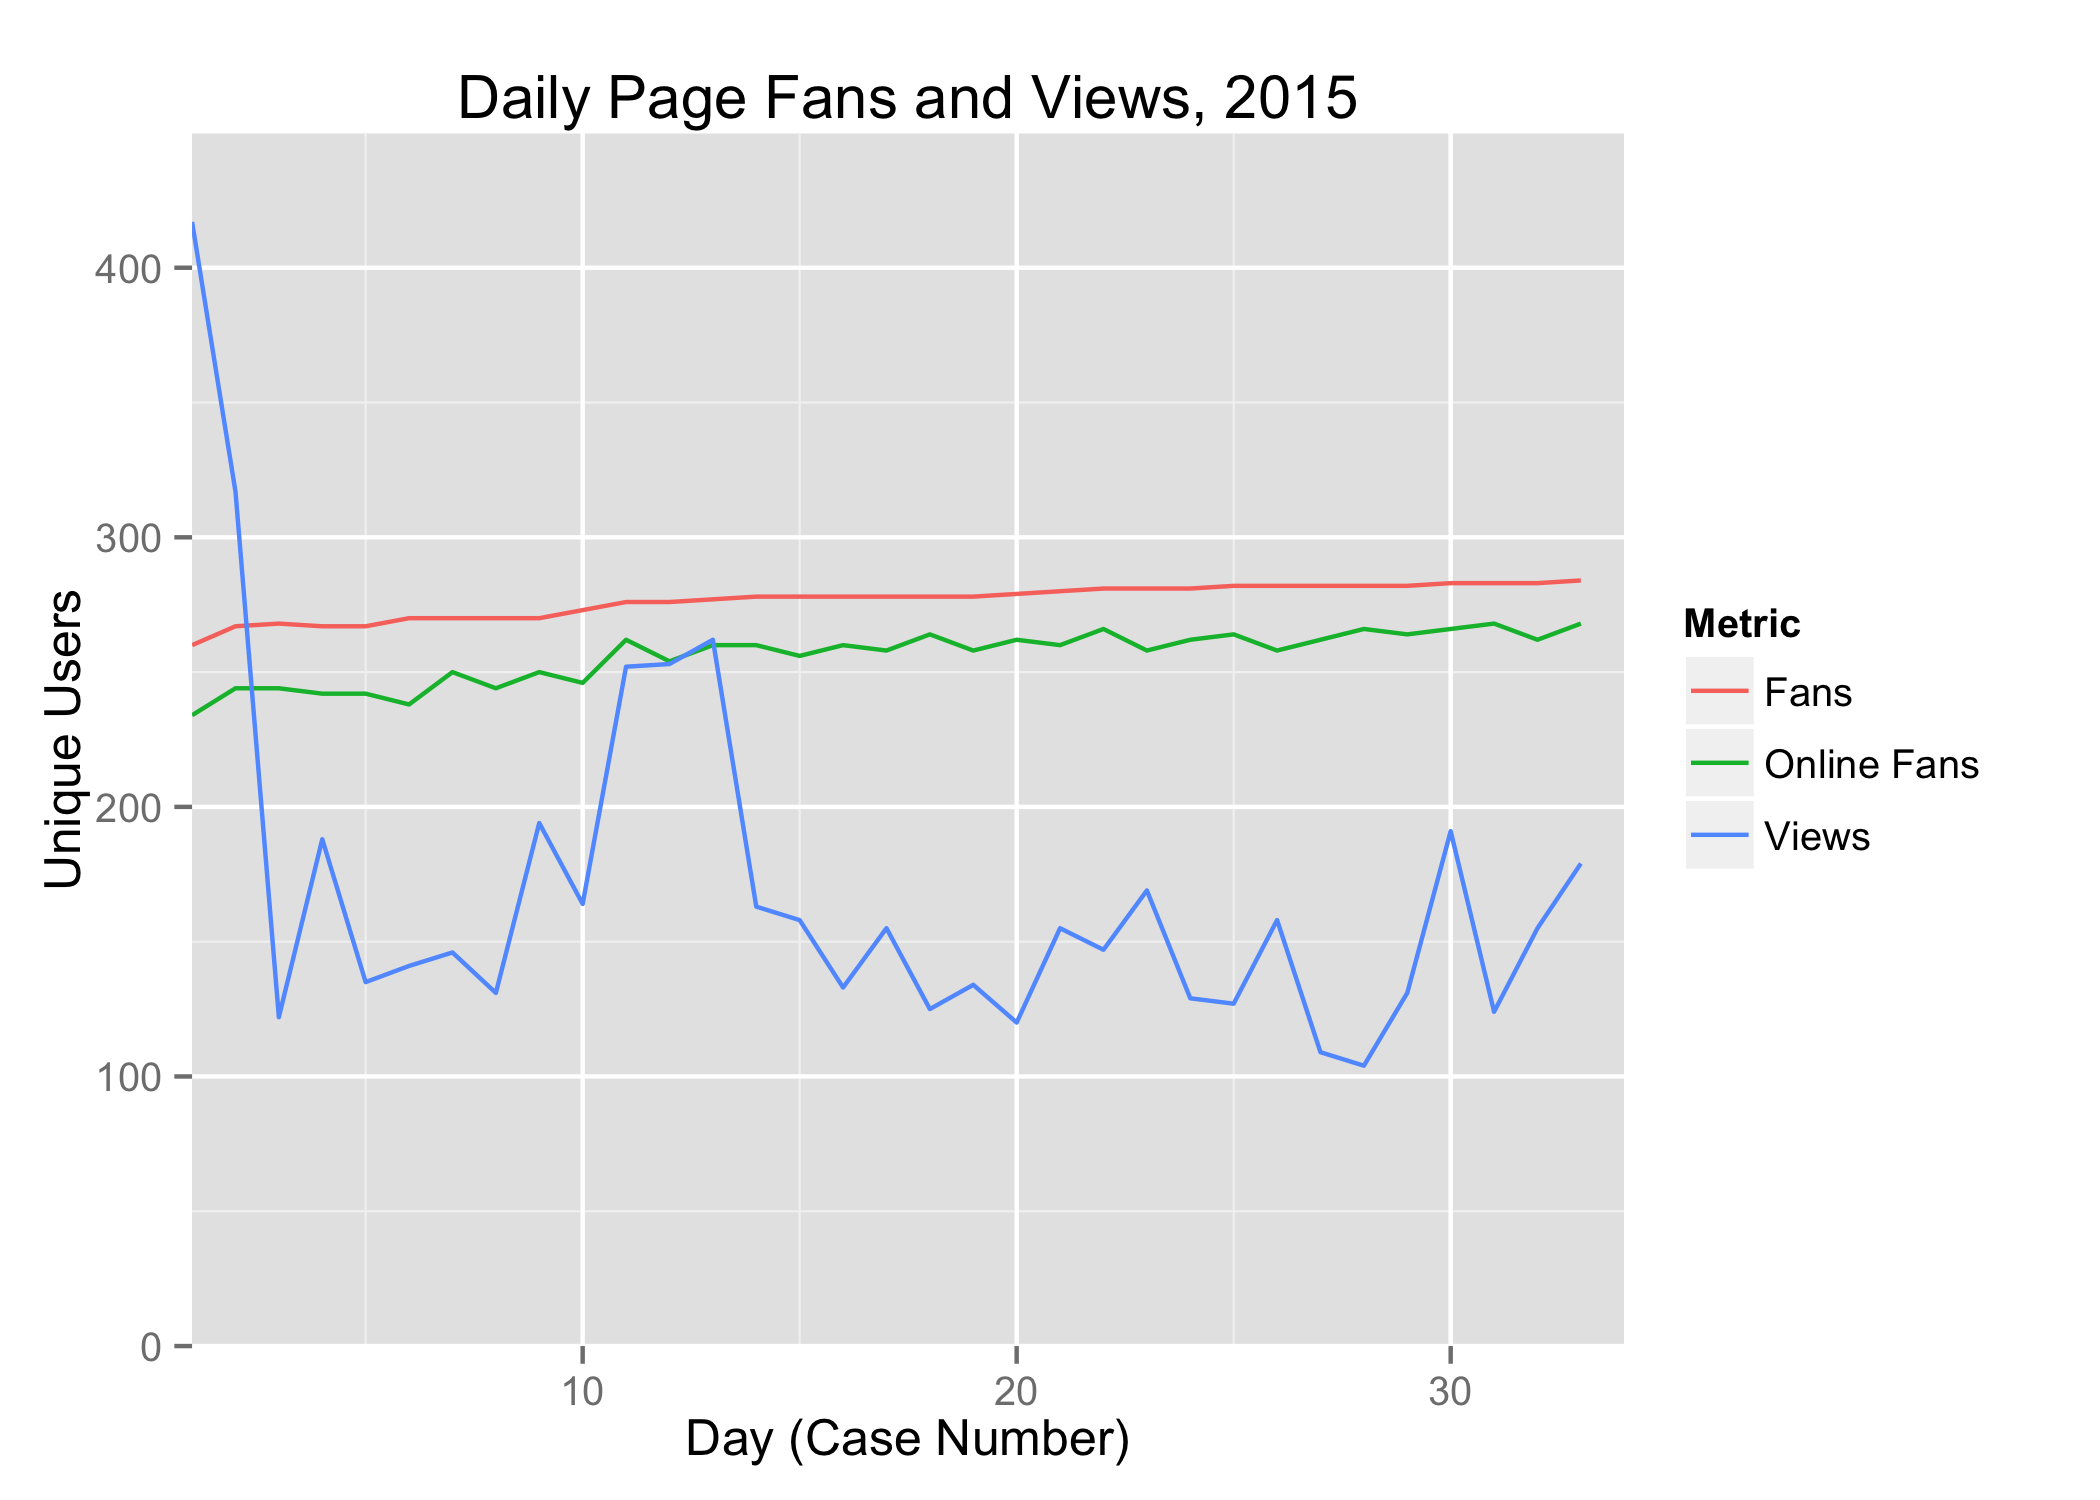 Daily Page Fans and Views, 2015
Unique Users
400
300
200
100
0
10 20 30
Day (Case Number)
Metric
Fans
Online Fans
Views